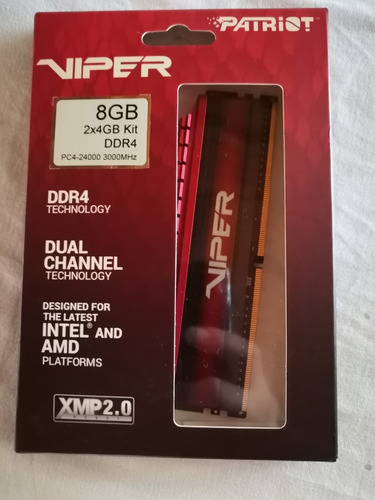 PATRIOT
VIPER
8GB
2x4GB Kit
DDR4
PC4-24000 3000MHz
DDR4
TECHNOLOGY
DUAL
CHANNEL
TECHNOLOGY
DESIGNED FOR
THE LATEST
INTEL® AND
AMD
PLATFORMS
XMP2.0
VIPER